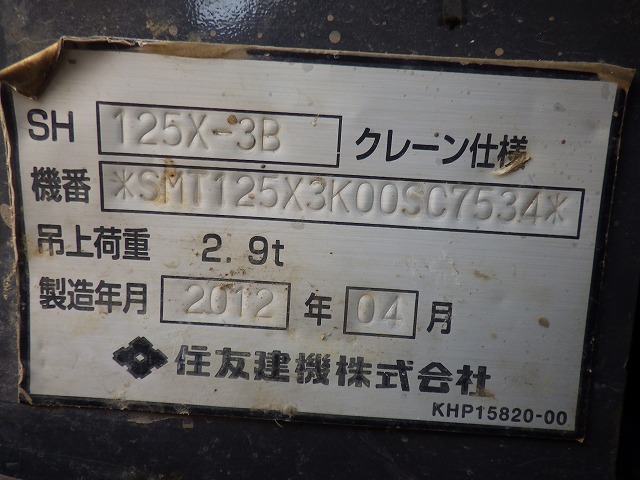 SH 125X-3B クレーン仕様
機番 *SMT125X3K00SC7534*
吊上荷重 2.9t
製造年月 2012 年 04 月
住友建機株式会社
KHP15820-00